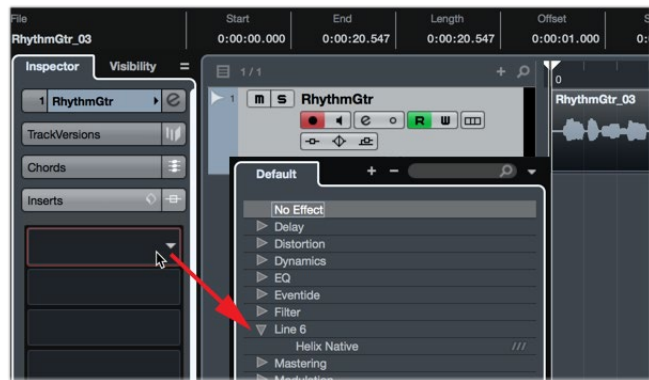 File Start End Length Offset S
RhythmGtr_03 0:00:00.000 0:00:20.547 0:00:20.547 0:00:01.000 0:
Inspector Visibility
1/1
0
1 RhythmGtr e
1 m S RhythmGtr
RhythmGtr_03
e R W
TrackVersions
Chords
Default + -
Inserts
No Effect
Delay
Distortion
Dynamics
EQ
Eventide
Filter
Line 6
Helix Native ///
Mastering
Modulation